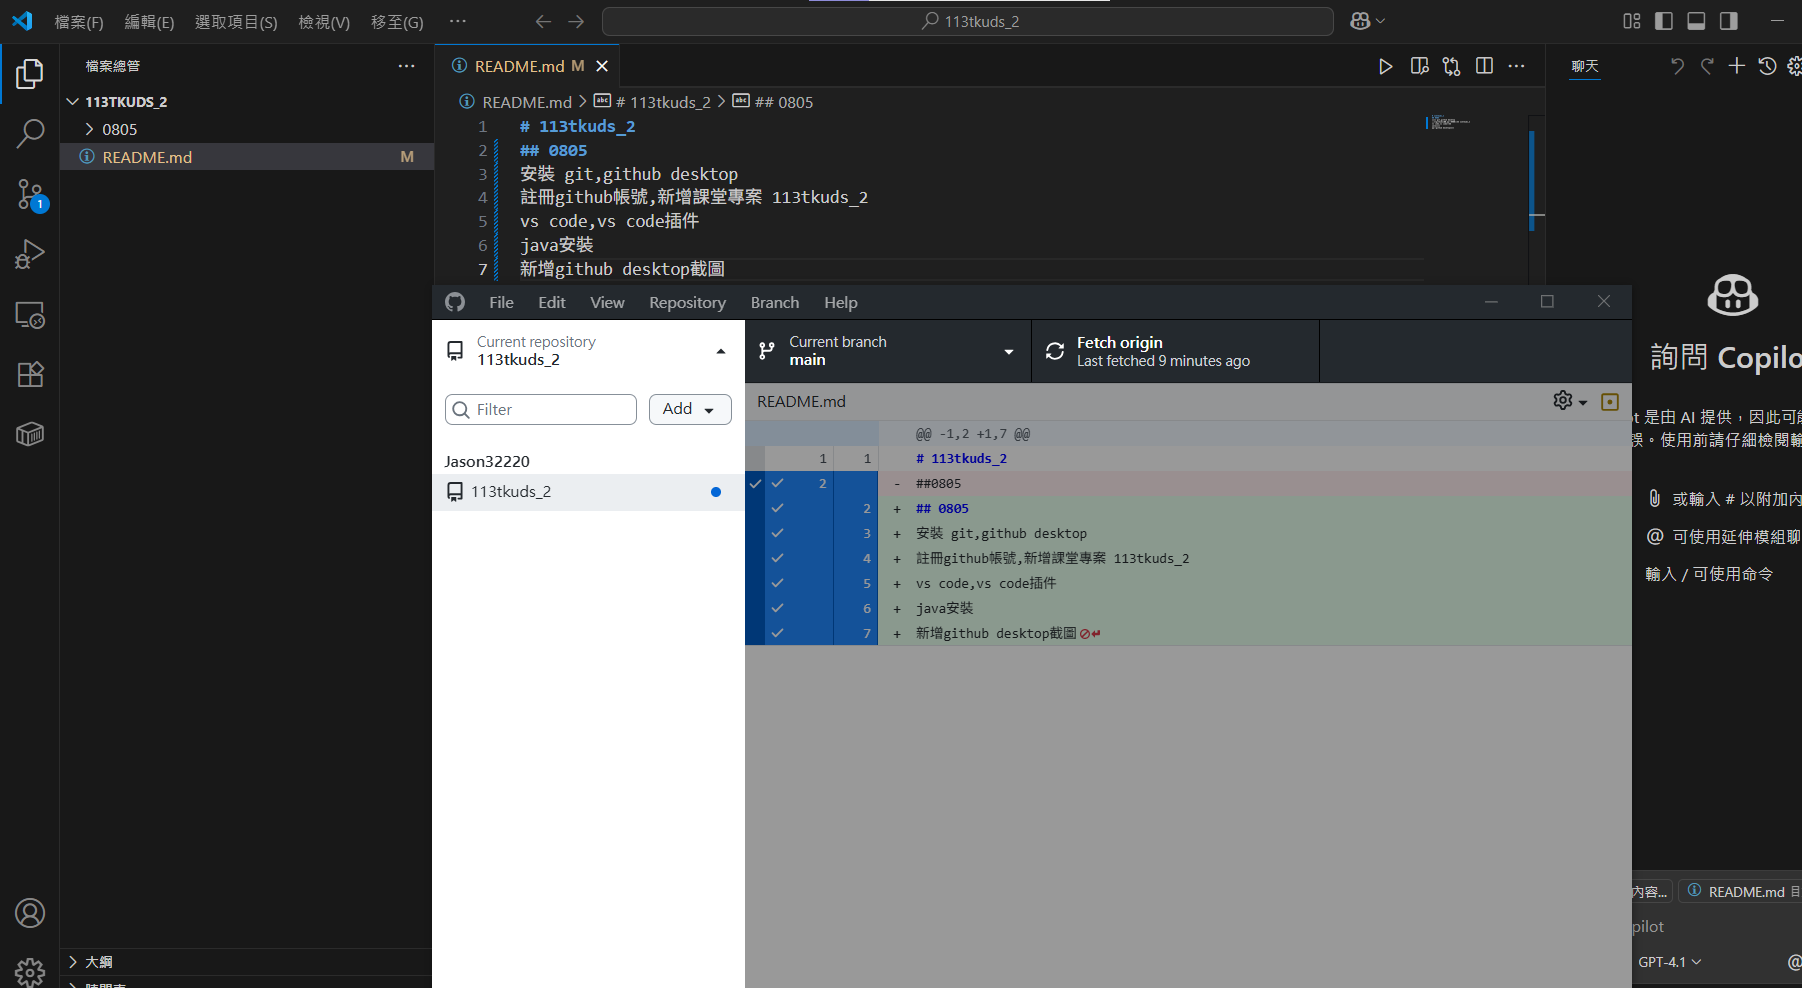 檔案(F) 編輯(E) 選取項目(S) 檢視(V) 移至(G) ··· 113tkuds_2
檔案總管 ···
113TKUDS_2
0805
README.md M
1
大綱
README.md M
README.md > # 113tkuds_2 > ## 0805
1 # 113tkuds_2
2 ## 0805
3 安裝 git,github desktop
4 註冊github帳號,新增課堂專案 113tkuds_2
5 vs code,vs code插件
6 java安裝
7 新增github desktop截圖
File Edit View Repository Branch Help
Current repository
113tkuds_2
Current branch
main
Fetch origin
Last fetched 9 minutes ago
Filter
Add
Jason32220
113tkuds_2
README.md
@@ -1,2 +1,7 @@
1 1 # 113tkuds_2
2 - ##0805
2 + ## 0805
3 + 安裝 git,github desktop
4 + 註冊github帳號,新增課堂專案 113tkuds_2
5 + vs code,vs code插件
6 + java安裝
7 + 新增github desktop截圖
聊天
詢問 Copilo
t 是由 AI 提供，因此可能
誤。使用前請仔細檢閱輸
或輸入 # 以附加內
@ 可使用延伸模組聊
輸入 / 可使用命令
內容... README.md 目
pilot
GPT-4.1 @